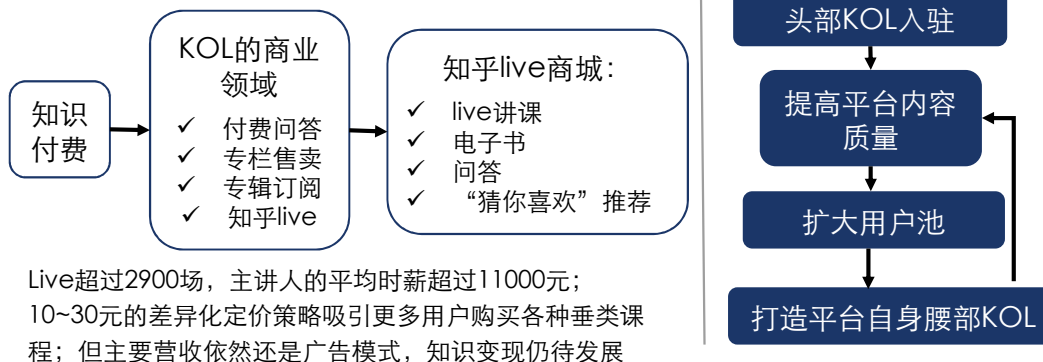 知识
付费
KOL的商业
领域
✓ 付费问答
✓ 专栏售卖
✓ 专辑订阅
✓ 知乎live
知乎live商城：
✓ live讲课
✓ 电子书
✓ 问答
✓ “猜你喜欢”推荐
Live超过2900场，主讲人的平均时薪超过11000元；
10~30元的差异化定价策略吸引更多用户购买各种垂类课
程；但主要营收依然还是广告模式，知识变现仍待发展
头部KOL入驻
提高平台内容
质量
扩大用户池
打造平台自身腰部KOL